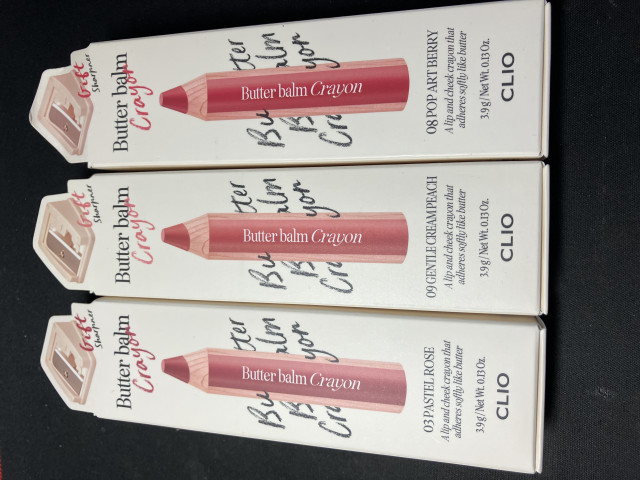 Gift
Sharpner
Butter balm
Crayon
Butter
Balm
Crayon
Butter balm Crayon
08 POP ART BERRY
A lip and cheek crayon that
adheres softly like butter
3.9 g / Net Wt. 0.13 Oz.
CLIO
Gift
Sharpner
Butter balm
Crayon
Butter
Balm
Crayon
Butter balm Crayon
09 GENTLE CREAM PEACH
A lip and cheek crayon that
adheres softly like butter
3.9 g / Net Wt. 0.13 Oz.
CLIO
Gift
Sharpner
Butter balm
Crayon
Butter
Balm
Crayon
Butter balm Crayon
03 PASTEL ROSE
A lip and cheek crayon that
adheres softly like butter
3.9 g / Net Wt. 0.13 Oz.
CLIO